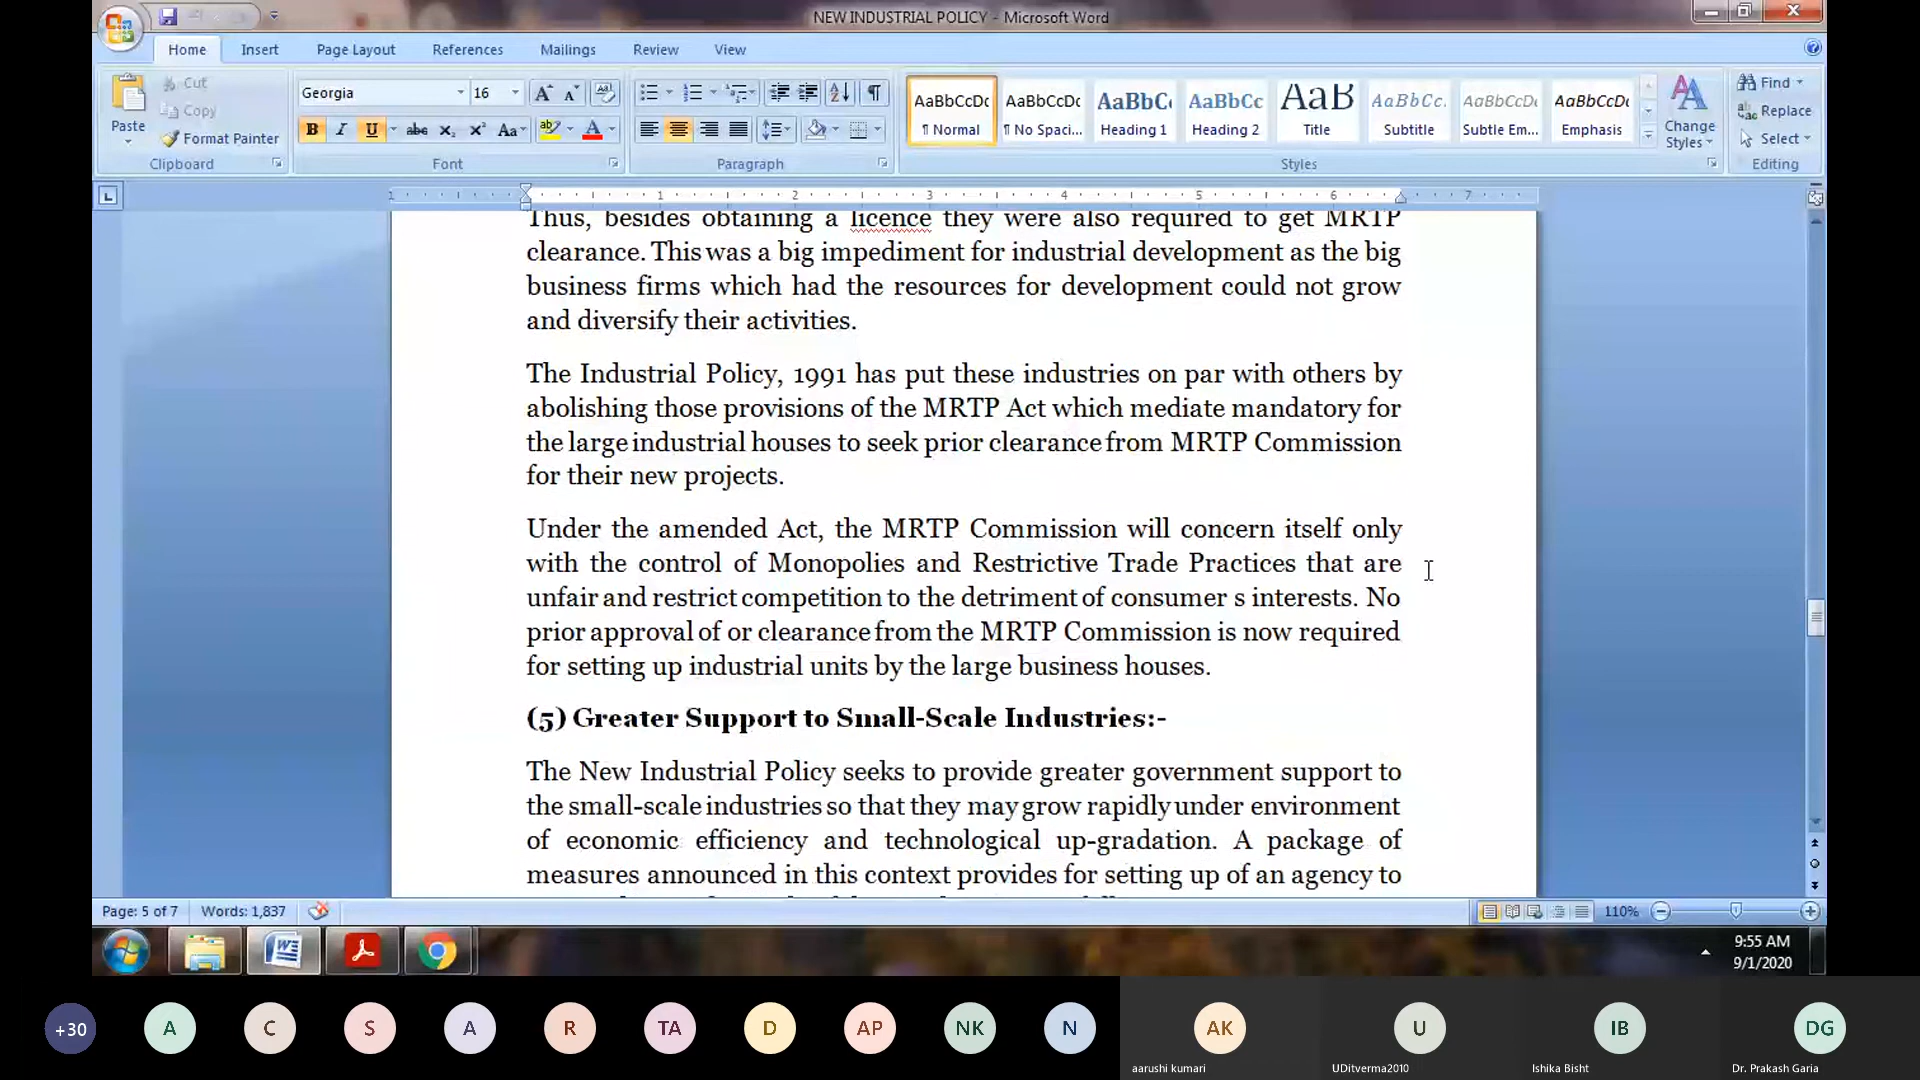 NEW INDUSTRIAL POLICY - Microsoft Word
Home Insert Page Layout References Mailings Review View
Paste
Cut
Copy
Format Painter
Clipboard
Georgia 16
Font
Paragraph
AaBbCcDc AaBbCcDc AaBbC AaBbCc AaB AaBbCc. AaBbCcDc AaBbCcDc
¶ Normal ¶ No Spaci... Heading 1 Heading 2 Title Subtitle Subtle Em... Emphasis
Change
Styles
Styles
Find
Replace
Select
Editing
1 1 2 3 4 5 6 7
Thus, besides obtaining a licence they were also required to get MRTP
clearance. This was a big impediment for industrial development as the big
business firms which had the resources for development could not grow
and diversify their activities.
The Industrial Policy, 1991 has put these industries on par with others by
abolishing those provisions of the MRTP Act which mediate mandatory for
the large industrial houses to seek prior clearance from MRTP Commission
for their new projects.
Under the amended Act, the MRTP Commission will concern itself only
with the control of Monopolies and Restrictive Trade Practices that are
unfair and restrict competition to the detriment of consumer s interests. No
prior approval of or clearance from the MRTP Commission is now required
for setting up industrial units by the large business houses.
(5) Greater Support to Small-Scale Industries:-
The New Industrial Policy seeks to provide greater government support to
the small-scale industries so that they may grow rapidly under environment
of economic efficiency and technological up-gradation. A package of
measures announced in this context provides for setting up of an agency to
Page: 5 of 7 Words: 1,837 110%
9:55 AM
9/1/2020
+30 A C S A R TA D AP NK N AK U IB DG
aarushi kumari UDitverma2010 Ishika Bisht Dr. Prakash Garia